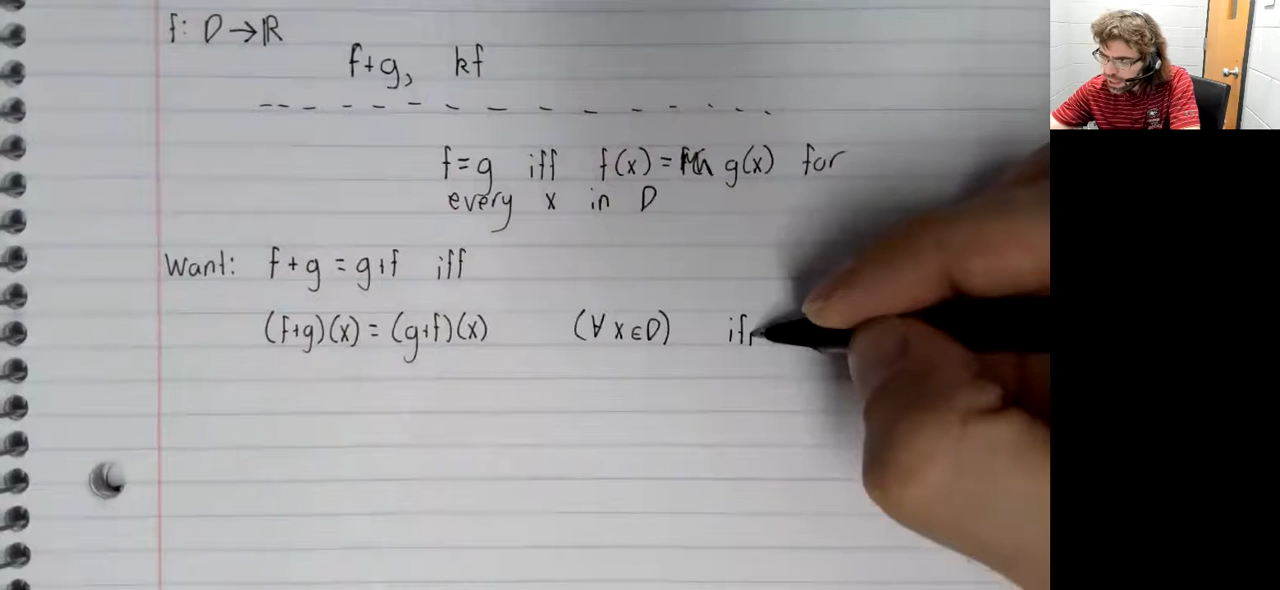 f: D→ℝ
f+g, kf
f=g iff f(x)= g(x) for
every x in D
Want: f+g = g+f iff
(f+g)(x) = (g+f)(x) (∀ x∈D) if